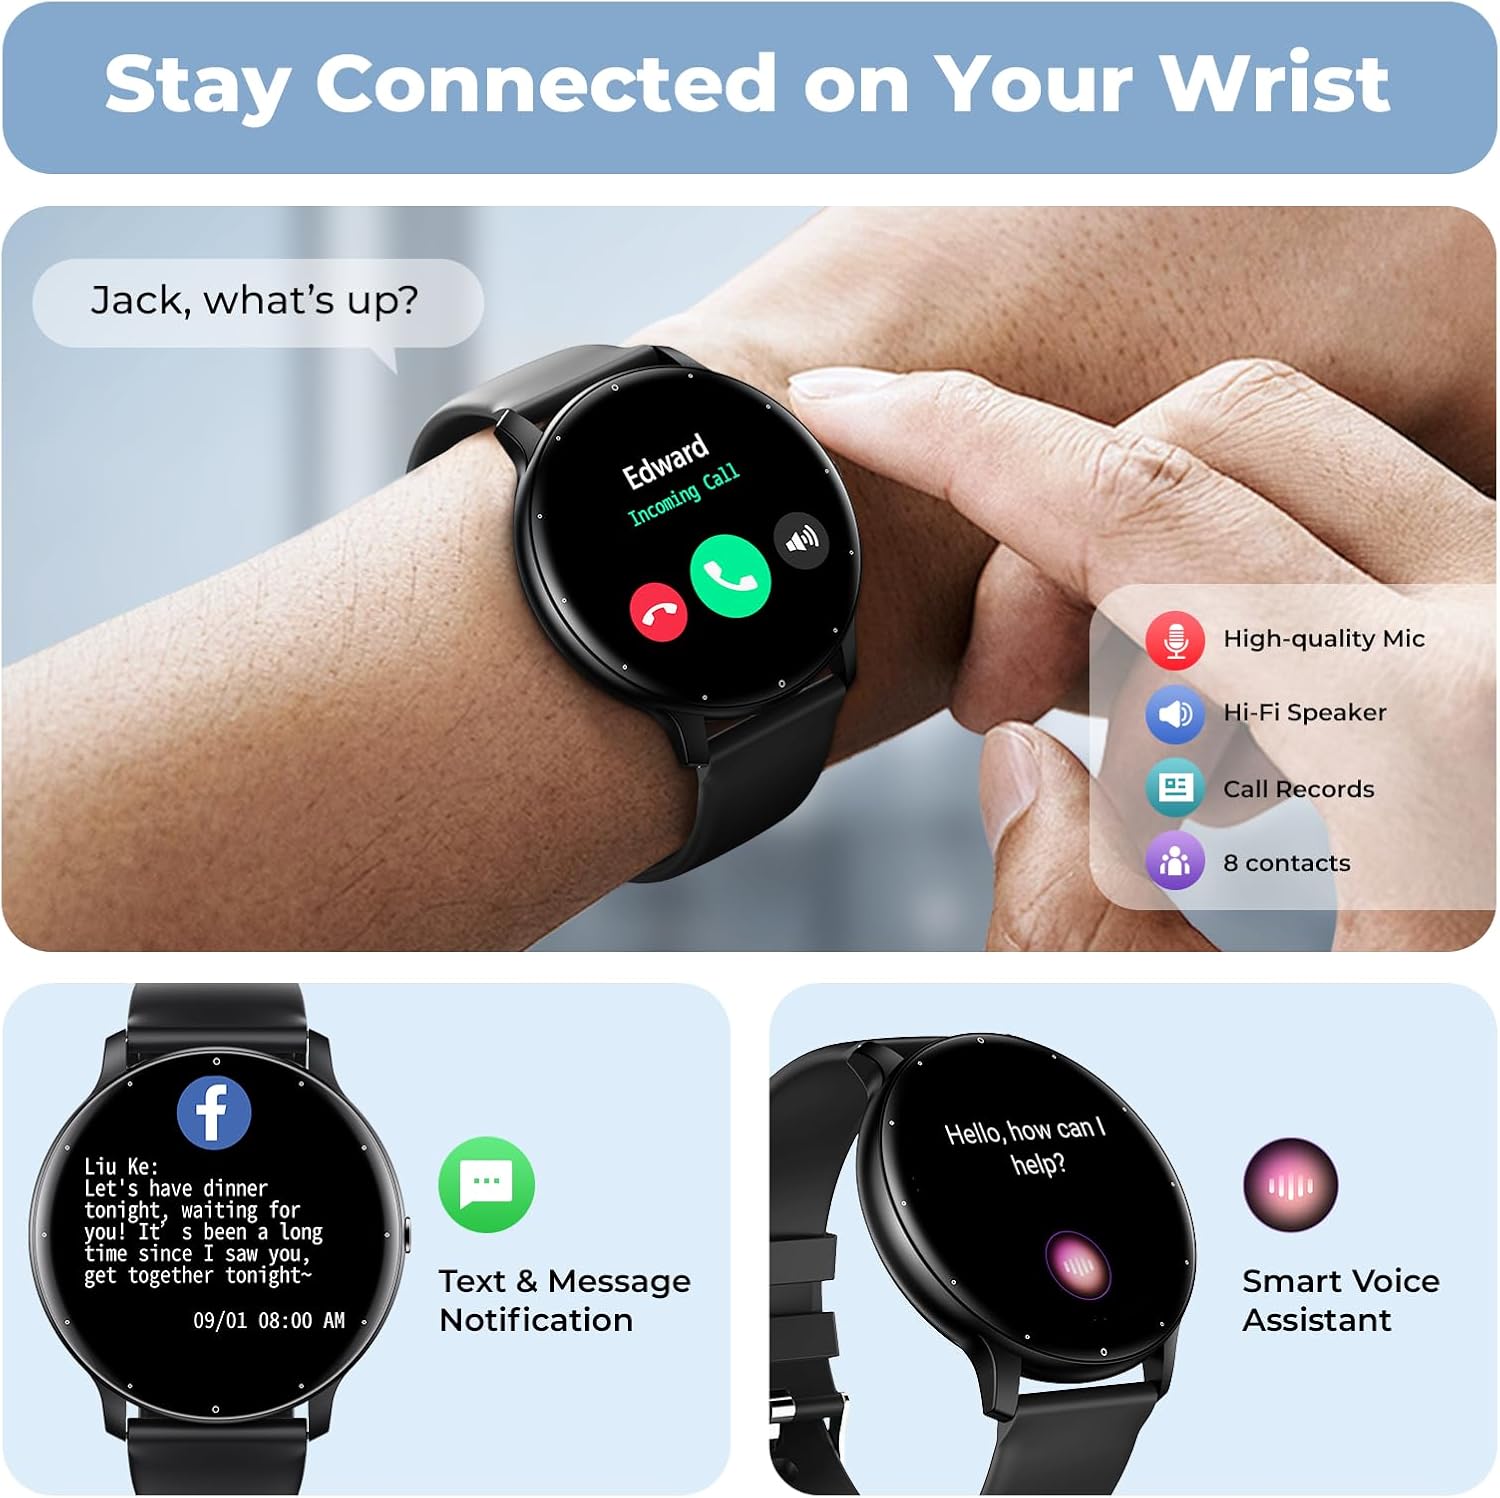 Stay Connected on Your Wrist
Jack, what's up?
Edward
Incoming Call
High-quality Mic
Hi-Fi Speaker
Call Records
8 contacts
f
Liu Ke:
Let's have dinner
tonight, waiting for
you! It' s been a long
time since I saw you,
get together tonight~
09/01 08:00 AM
Text & Message
Notification
Hello, how can I
help?
Smart Voice
Assistant